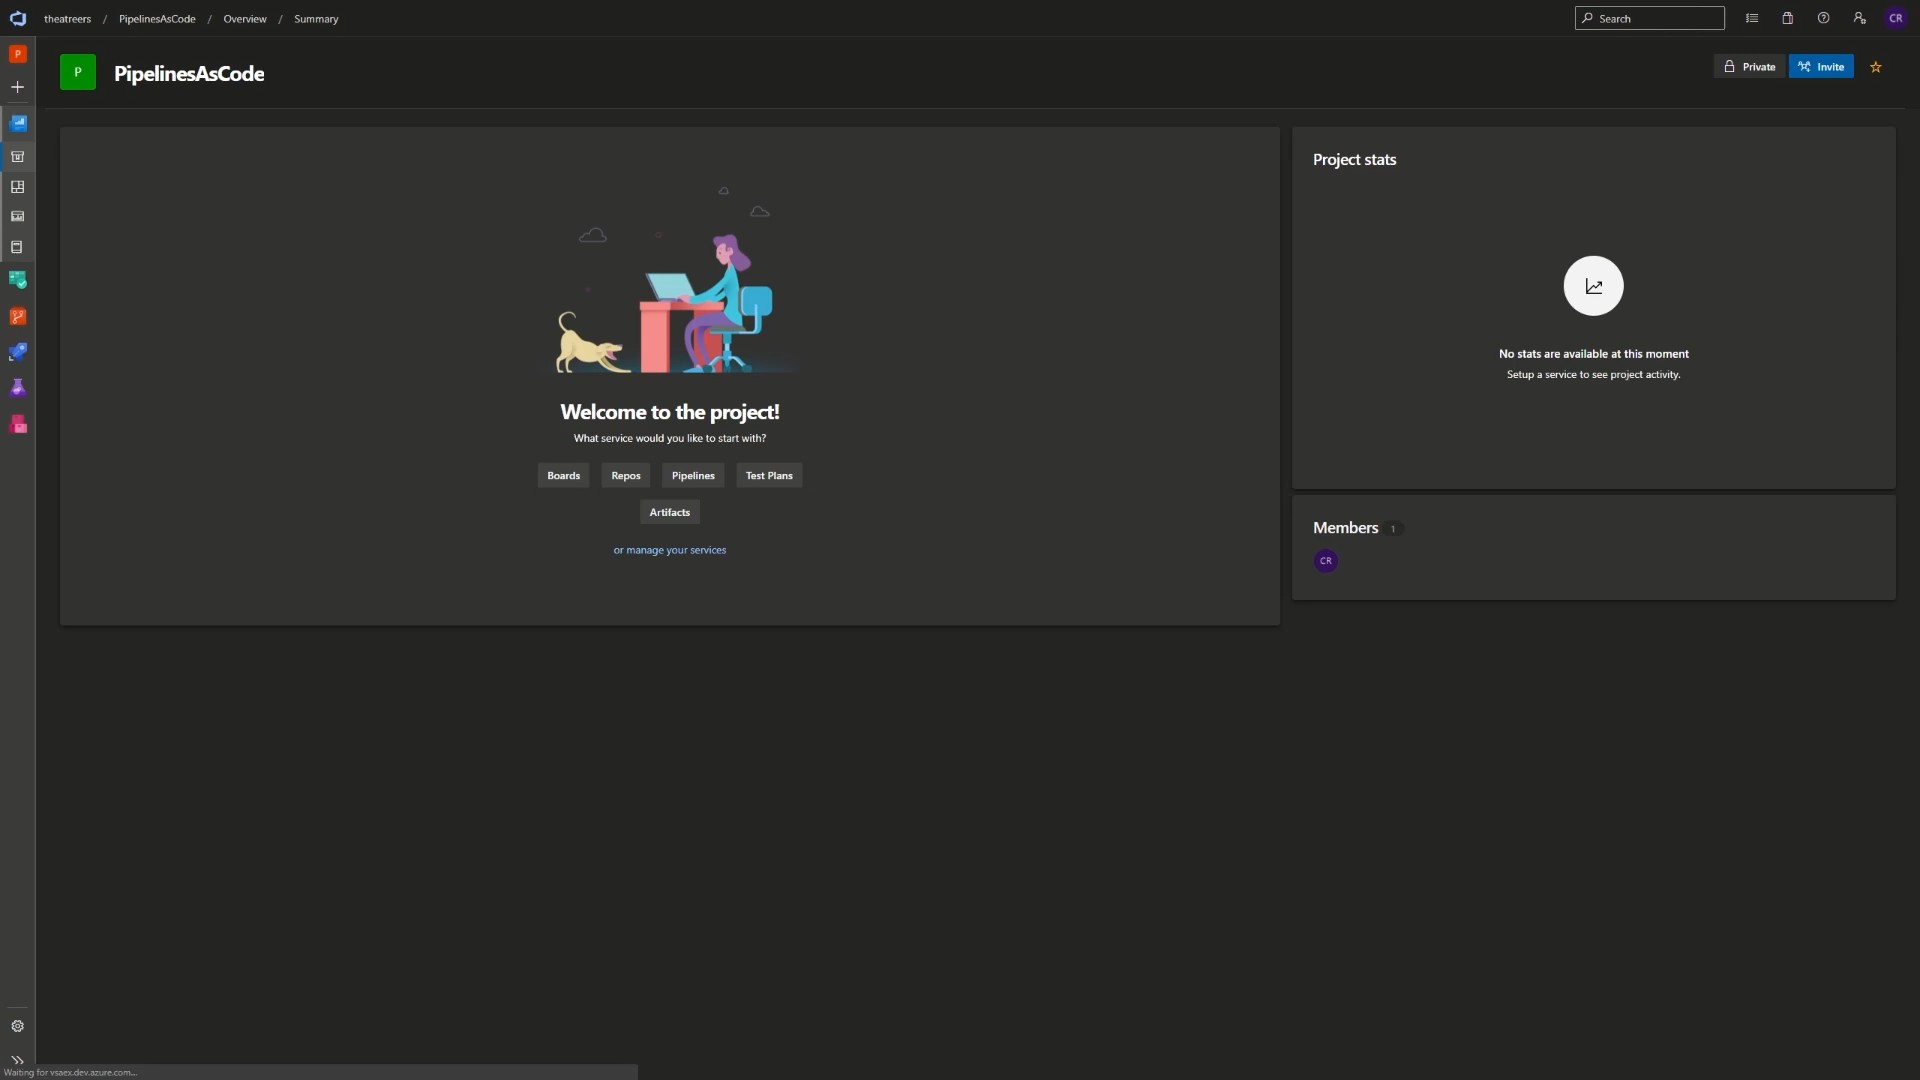 theatreers / PipelinesAsCode / Overview / Summary
Search
CR
P
P
PipelinesAsCode
Private
Invite
Project stats
No stats are available at this moment
Setup a service to see project activity.
Welcome to the project!
What service would you like to start with?
Boards
Repos
Pipelines
Test Plans
Artifacts
or manage your services
Members 1
CR
Waiting for vsaex.dev.azure.com...